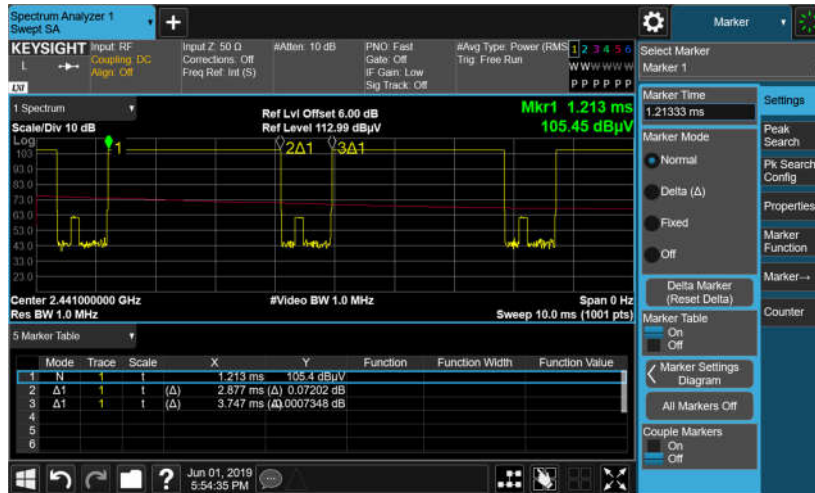 Spectrum Analyzer 1
Swept SA
+
Marker
KEYSIGHT
L
LXI
Input: RF
Coupling: DC
Align: Off
Input Z: 50 Ω
Corrections: Off
Freq Ref: Int (S)
#Atten: 10 dB
PNO: Fast
Gate: Off
IF Gain: Low
Sig Track: Off
#Avg Type: Power (RMS
Trig: Free Run
1 2 3 4 5 6
W W W W W W
P P P P P P
Select Marker
Marker 1
1 Spectrum
Scale/Div 10 dB
Ref Lvl Offset 6.00 dB
Ref Level 112.99 dBµV
Mkr1 1.213 ms
105.45 dBµV
Log
103
93.0
83.0
73.0
63.0
53.0
43.0
33.0
23.0
1
2Δ1
3Δ1
Center 2.441000000 GHz
Res BW 1.0 MHz
#Video BW 1.0 MHz
Span 0 Hz
Sweep 10.0 ms (1001 pts)
5 Marker Table
Mode Trace Scale X Y Function Function Width Function Value
1 N 1 t 1.213 ms 105.4 dBµV
2 Δ1 1 t (Δ) 2.877 ms (Δ) 0.07202 dB
3 Δ1 1 t (Δ) 3.747 ms (Δ) 0.0007348 dB
4
5
6
Marker Time
1.21333 ms
Marker Mode
Normal
Delta (Δ)
Fixed
Off
Delta Marker
(Reset Delta)
Marker Table
On
Off
Marker Settings
Diagram
All Markers Off
Couple Markers
On
Off
Settings
Peak
Search
Pk Search
Config
Properties
Marker
Function
Marker→
Counter
?
Jun 01, 2019
5:54:35 PM